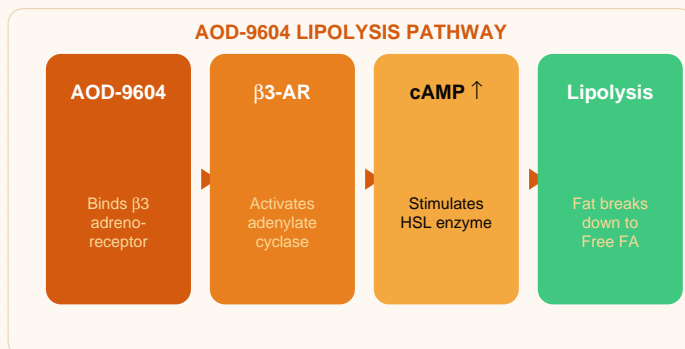 AOD-9604 LIPOLYSIS PATHWAY
AOD-9604
Binds β3
adreno-
receptor
β3-AR
Activates
adenylate
cyclase
cAMP ↑
Stimulates
HSL enzyme
Lipolysis
Fat breaks
down to
Free FA